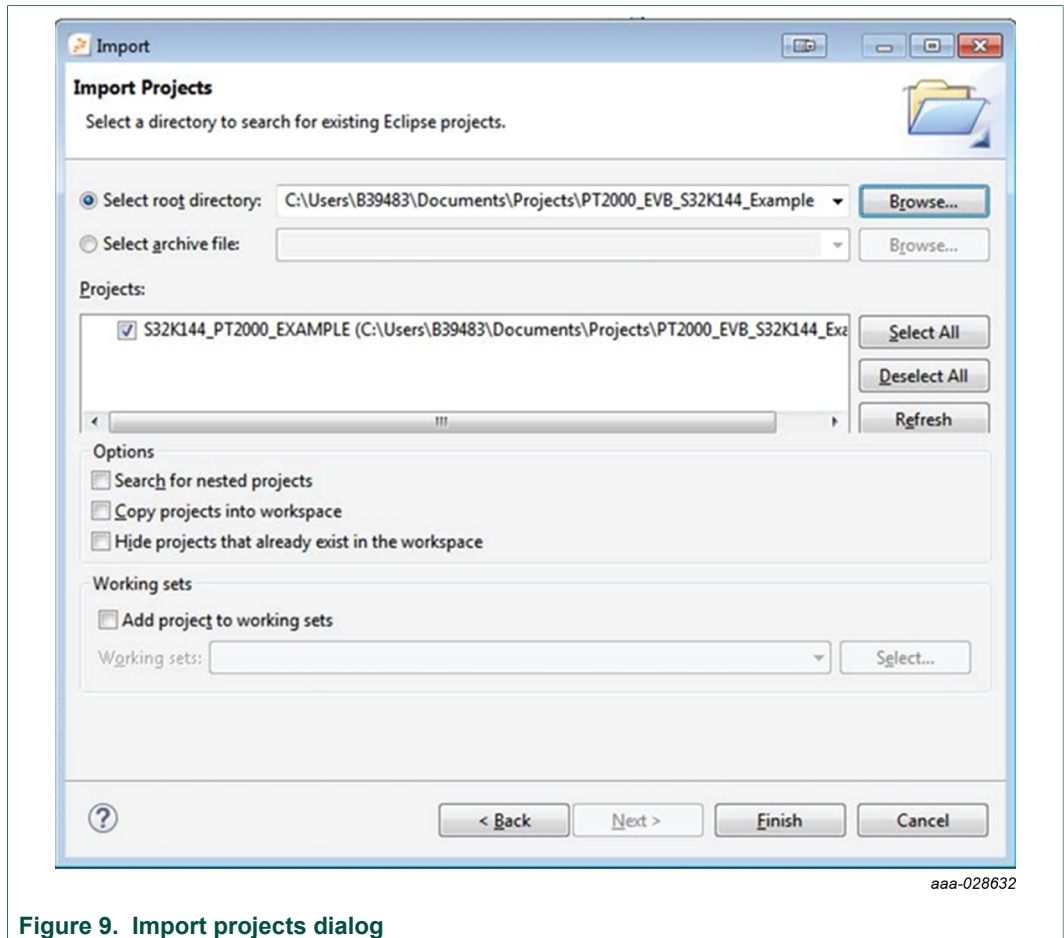 Import
Import Projects
Select a directory to search for existing Eclipse projects.
Select root directory: C:\Users\B39483\Documents\Projects\PT2000_EVB_S32K144_Example Browse...
Select archive file: Browse...
Projects:
S32K144_PT2000_EXAMPLE (C:\Users\B39483\Documents\Projects\PT2000_EVB_S32K144_Exa
Select All
Deselect All
Refresh
Options
Search for nested projects
Copy projects into workspace
Hide projects that already exist in the workspace
Working sets
Add project to working sets
Working sets: Select...
? < Back Next > Finish Cancel
aaa-028632
Figure 9. Import projects dialog